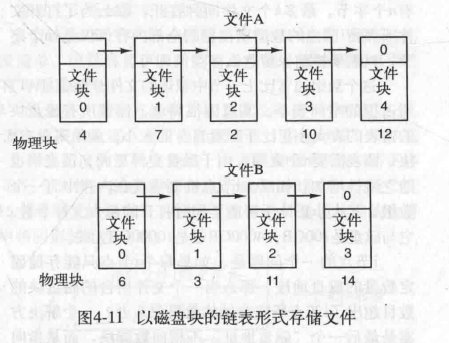 文件A
0
文件 文件 文件 文件 文件
块 块 块 块 块
0 1 2 3 4
物理块 4 7 2 10 12
文件B
0
文件 文件 文件 文件
块 块 块 块
0 1 2 3
物理块 6 3 11 14
图4-11 以磁盘块的链表形式存储文件